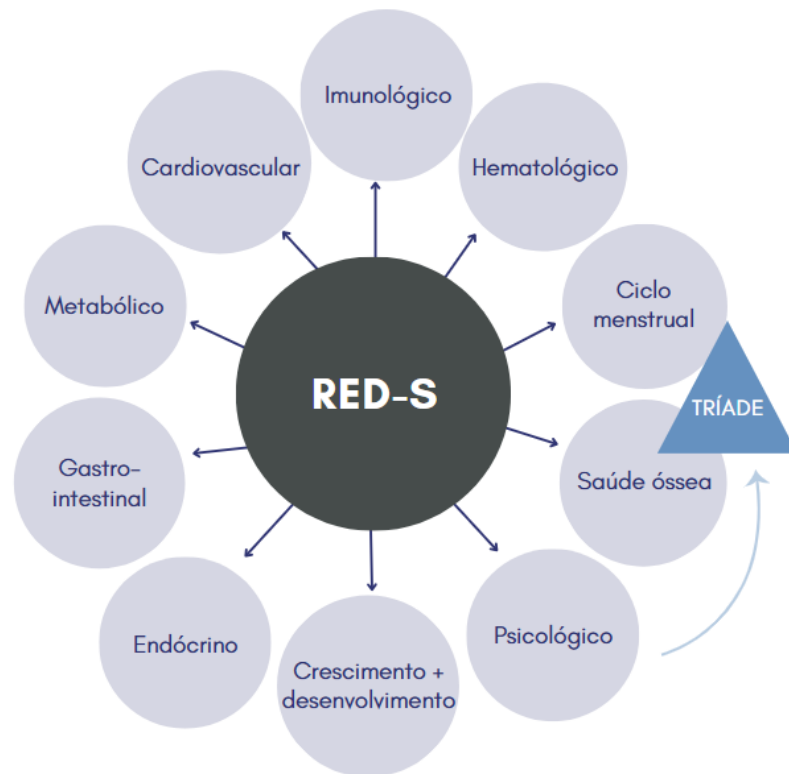 Imunológico
Cardiovascular
Hematológico
Metabólico
Ciclo
menstrual
RED-S
TRÍADE
Gastro-
intestinal
Saúde óssea
Endócrino
Psicológico
Crescimento +
desenvolvimento